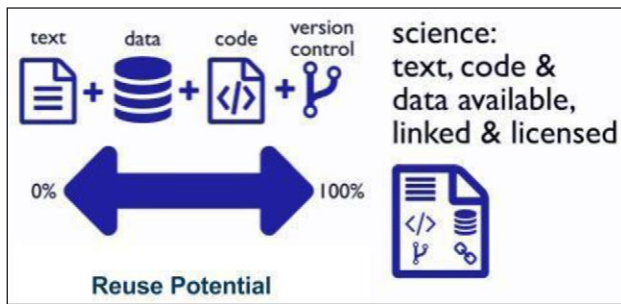 text
data
code
version
control
+ + +
</>
0%
100%
Reuse Potential
science:
text, code &
data available,
linked & licensed
</>